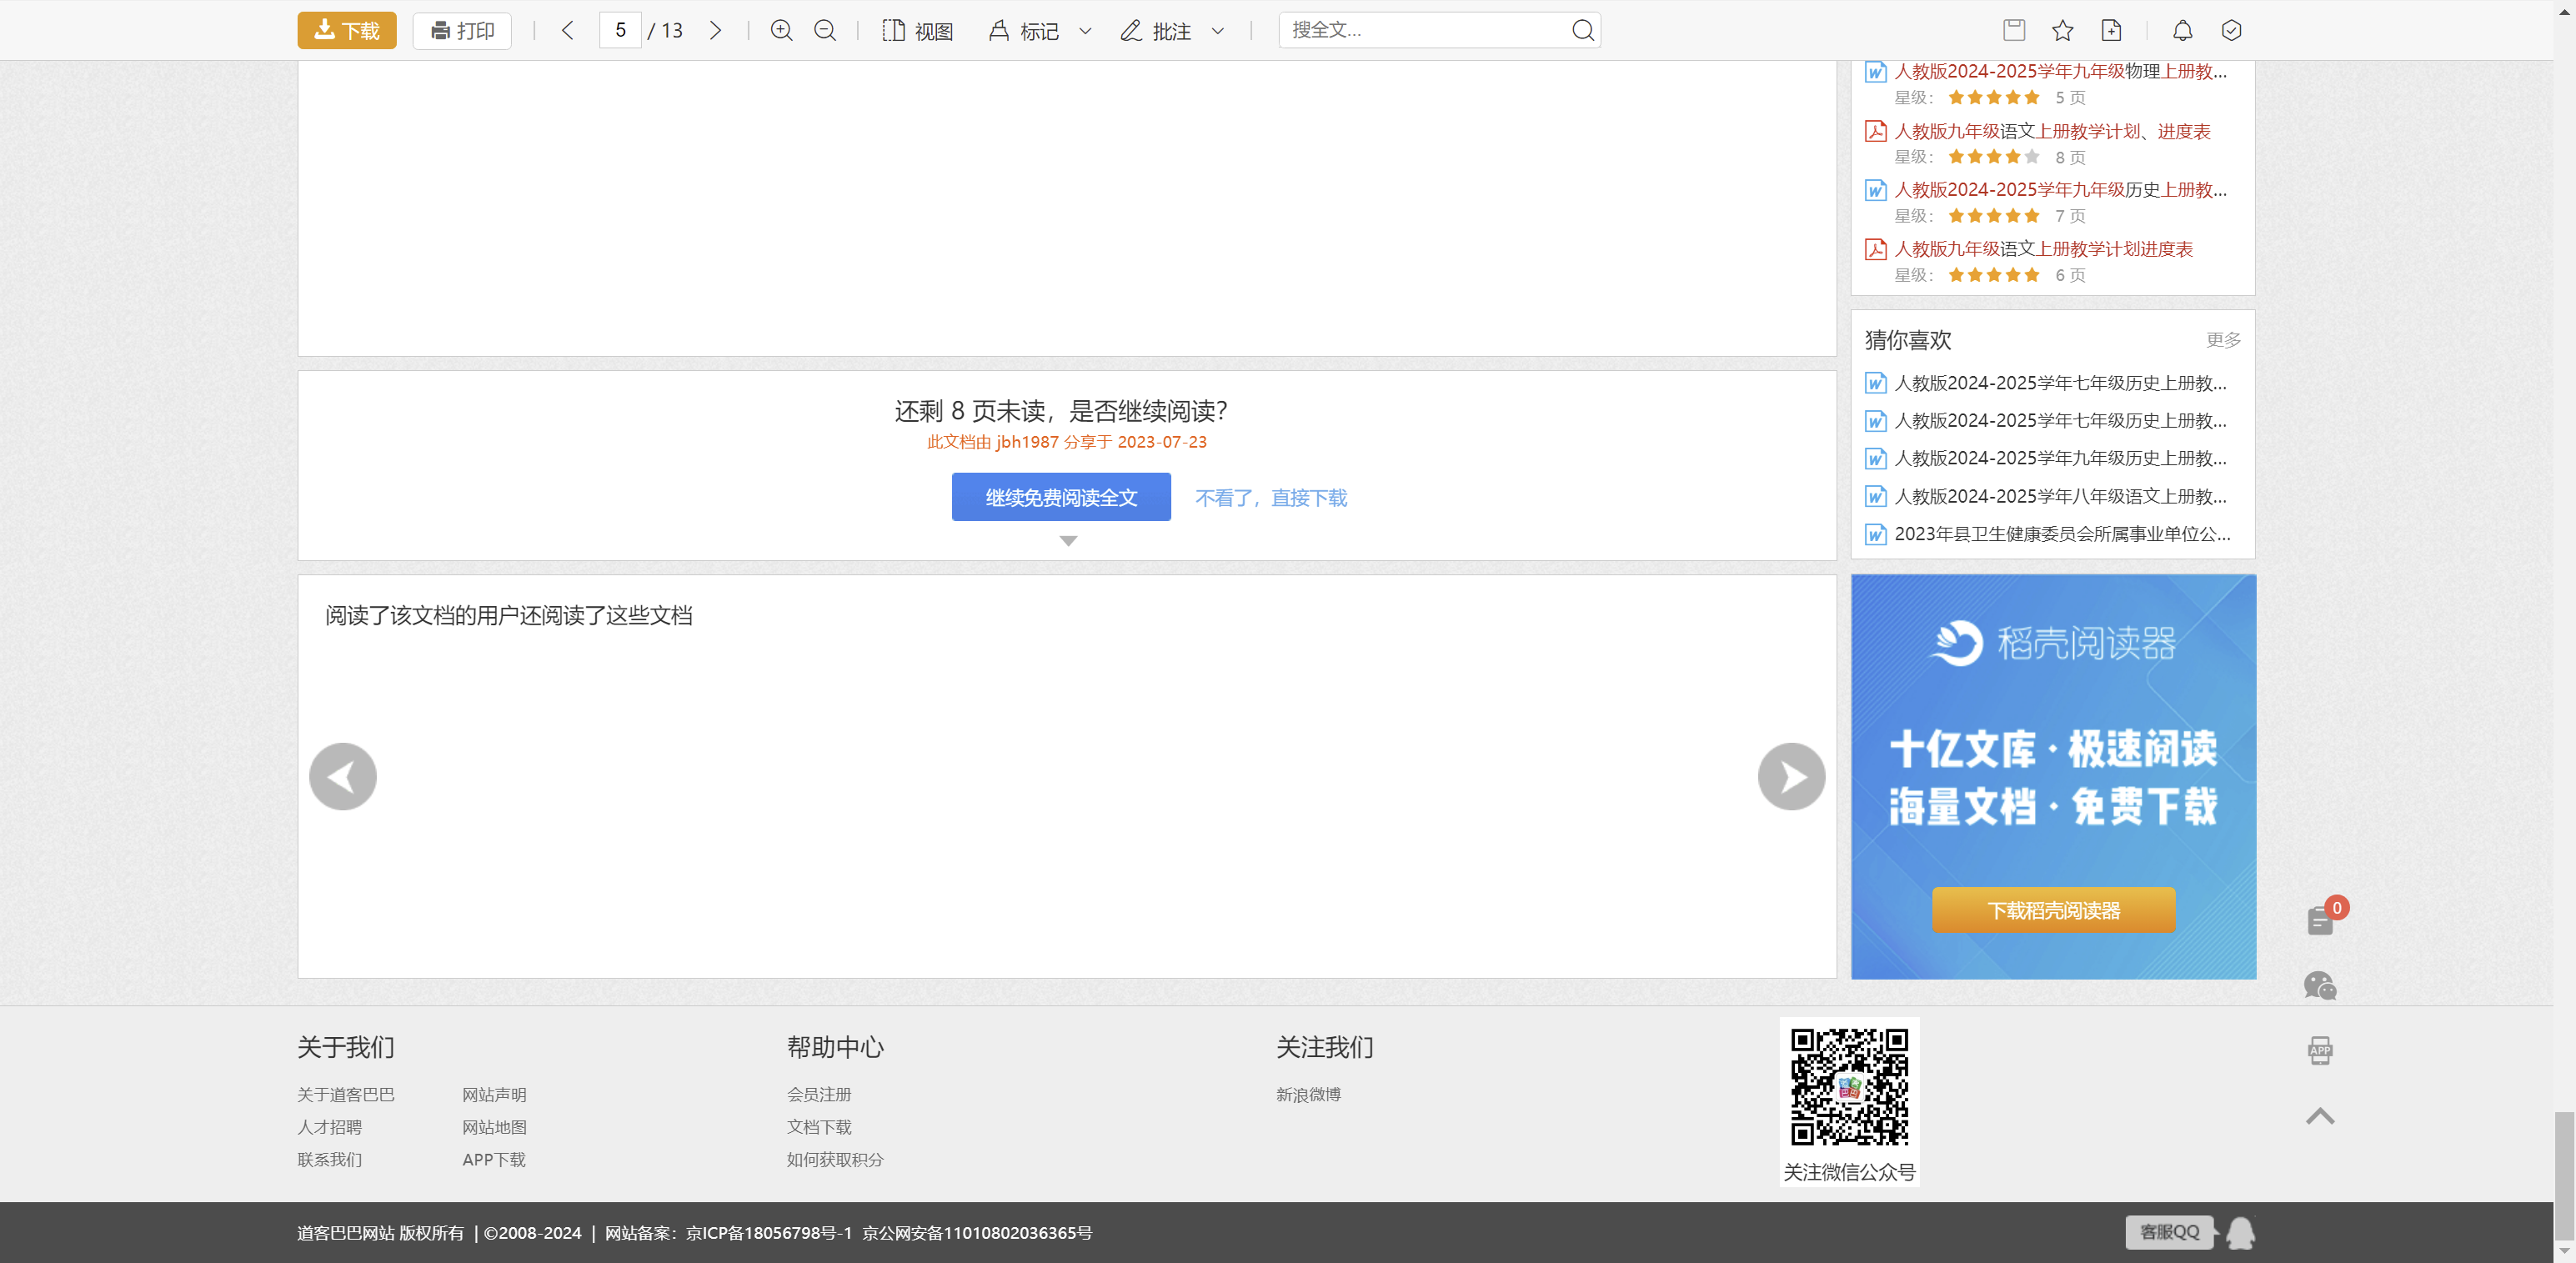 下载 打印 5 / 13 视图 标记 批注 搜全文...
人教版2024-2025学年九年级物理上册教...
星级： 5 页
人教版九年级语文上册教学计划、进度表
星级： 8 页
人教版2024-2025学年九年级历史上册教...
星级： 7 页
人教版九年级语文上册教学计划进度表
星级： 6 页
猜你喜欢 更多
人教版2024-2025学年七年级历史上册教...
人教版2024-2025学年七年级历史上册教...
人教版2024-2025学年九年级历史上册教...
人教版2024-2025学年八年级语文上册教...
2023年县卫生健康委员会所属事业单位公...
还剩 8 页未读，是否继续阅读？
此文档由 jbh1987 分享于 2023-07-23
继续免费阅读全文 不看了，直接下载
阅读了该文档的用户还阅读了这些文档
稻壳阅读器
十亿文库·极速阅读
海量文档·免费下载
下载稻壳阅读器
0
APP
关于我们 帮助中心 关注我们
关于道客巴巴 网站声明 会员注册 新浪微博
人才招聘 网站地图 文档下载
联系我们 APP下载 如何获取积分
关注微信公众号
道客巴巴网站 版权所有 | ©2008-2024 | 网站备案：京ICP备18056798号-1 京公网安备11010802036365号
客服QQ